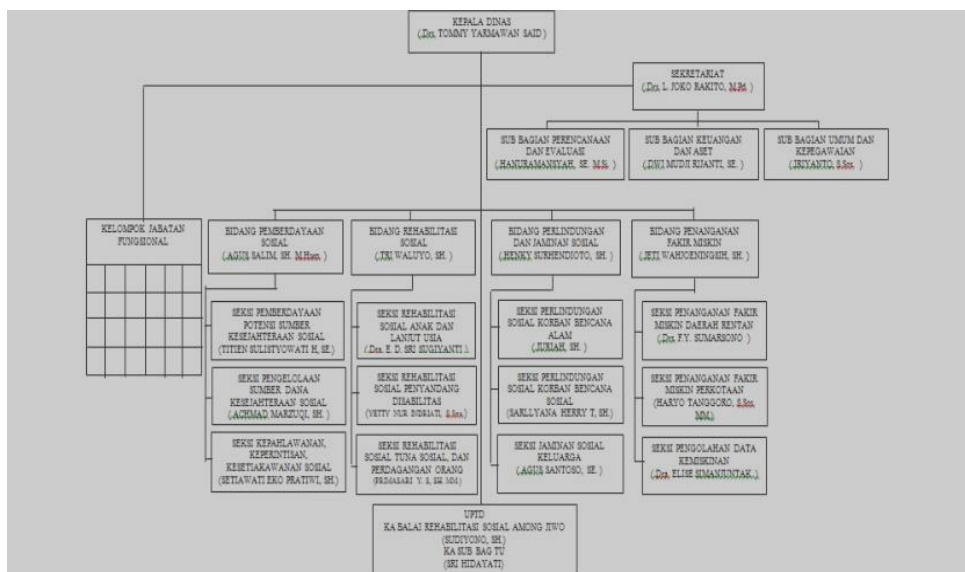 KEPALA DINAS
(.Drs. TOMMY YARMAWAN SAID )
SEKRETARIAT
(.Drs. L. JOKO RAKITO, M.Pd. )
SUB BAGIAN PERENCANAAN
DAN EVALUASI
(.HANURAMANSYAH, SE. M.Si. )
SUB BAGIAN KEUANGAN
DAN ASET
(.DWI MUDJI RIJANTI, SE. )
SUB BAGIAN UMUM DAN
KEPEGAWAIAN
(.IRIYANTO, S.Sos. )
KELOMPOK JABATAN
FUNGSIONAL
BIDANG PEMBERDAYAAN
SOSIAL
(.AGUS SALIM, SH. M.Hum. )
BIDANG REHABILITASI
SOSIAL
(.TRI WALUYO, SH. )
BIDANG PERLINDUNGAN
DAN JAMINAN SOSIAL
(.HENKY SURHENDIOTO, SH. )
BIDANG PENANGANAN
FAKIR MISKIN
(.JETI WAHJOENINGSIH, SH. )
SEKSI PEMBERDAYAAN
POTENSI SUMBER
KESEJAHTERAAN SOSIAL
(TITIEN SULISTYOWATI H, SE.)
SEKSI REHABILITASI
SOSIAL ANAK DAN
LANJUT USIA
(.Dra. E. D. SRI SUGIYANTI .)
SEKSI PERLINDUNGAN
SOSIAL KORBAN BENCANA
ALAM
(.JURIAH, SH. )
SEKSI PENANGANAN FAKIR
MISKIN DAERAH RENTAN
(.Drs. F.Y. SUMARSONO )
SEKSI PENGELOLAAN
SUMBER DANA
KESEJAHTERAAN SOSIAL
(.ACHMAD MARZUQI, SH. )
SEKSI REHABILITASI
SOSIAL PENYANDANG
DISABILITAS
(YETTY NUR INDRIATI, S.Sos.)
SEKSI PERLINDUNGAN
SOSIAL KORBAN BENCANA
SOSIAL
(SARLLYANA HERRY T, SH.)
SEKSI PENANGANAN FAKIR
MISKIN PERKOTAAN
(HARYO TANGGORO, S.Sos.
MM.)
SEKSI KEPAHLAWANAN,
KEPERINTISAN,
KESETIAKAWANAN SOSIAL
(SETIAWATI EKO PRATIWI, SH.)
SEKSI REHABILITASI
SOSIAL TUNA SOSIAL, DAN
PERDAGANGAN ORANG
(PRIMASARI Y. S, SH. MM.)
SEKSI JAMINAN SOSIAL
KELUARGA
(.AGUS SANTOSO, SE. )
SEKSI PENGOLAHAN DATA
KEMISKINAN
(.Dra. ELISE SIMANJUNTAK.)
UPTD
KA BALAI REHABILITASI SOSIAL AMONG JIWO
(SUDIYONO, SH.)
KA SUB BAG TU
(SRI HIDAYATI)